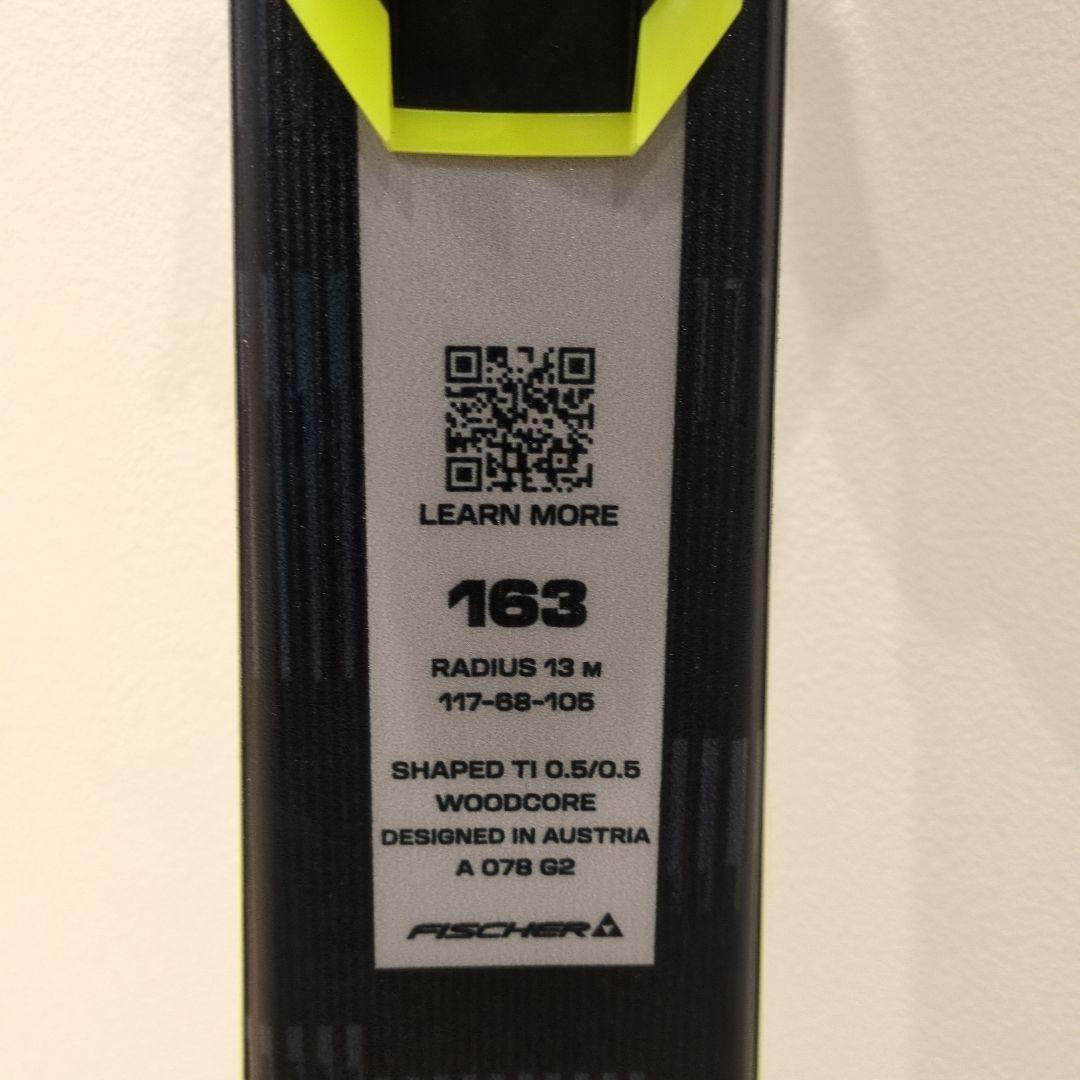 LEARN MORE
163
RADIUS 13 M
117-68-105
SHAPED TI 0.5/0.5
WOODCORE
DESIGNED IN AUSTRIA
A 078 G2
FISCHER